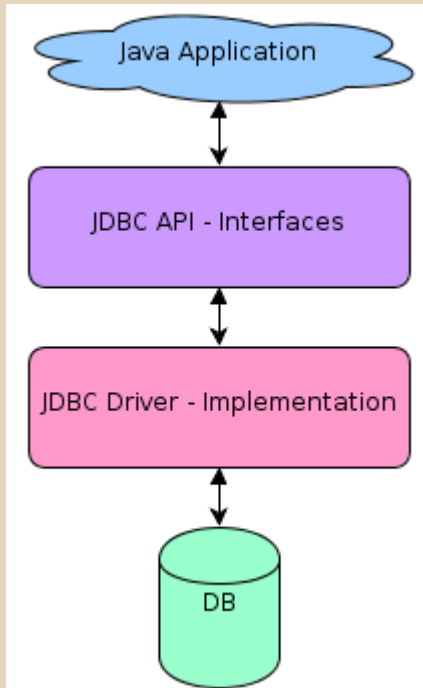 Java Application
JDBC API - Interfaces
JDBC Driver - Implementation
DB